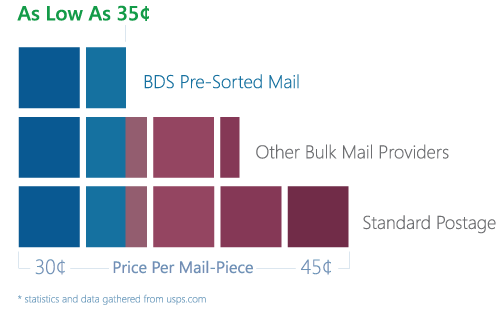 As Low As 35¢
BDS Pre-Sorted Mail
Other Bulk Mail Providers
Standard Postage
30¢ Price Per Mail-Piece 45¢
* statistics and data gathered from usps.com